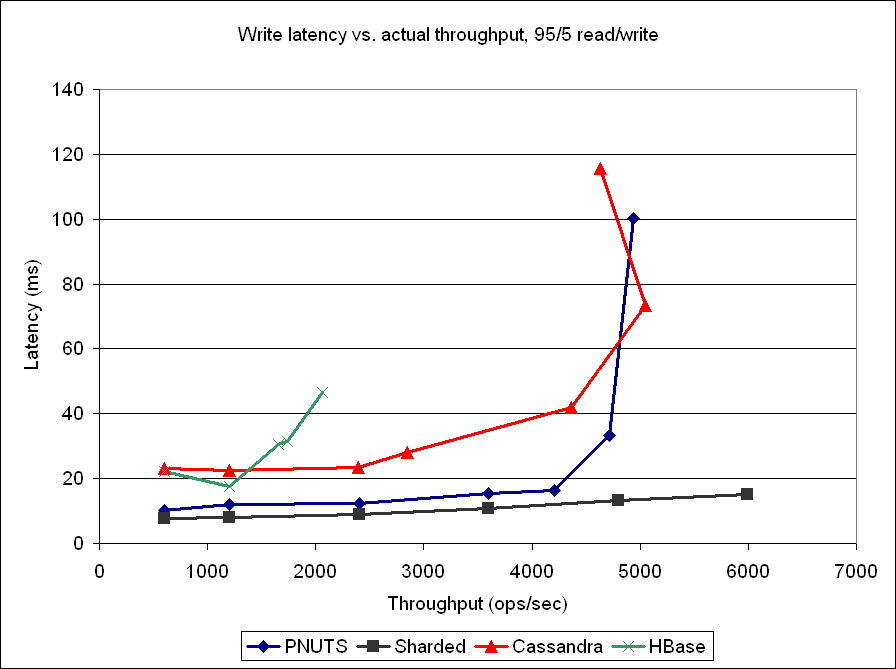 Write latency vs. actual throughput, 95/5 read/write
140
120
100
80
60
40
20
0
Latency (ms)
0 1000 2000 3000 4000 5000 6000 7000
Throughput (ops/sec)
PNUTS Sharded Cassandra HBase